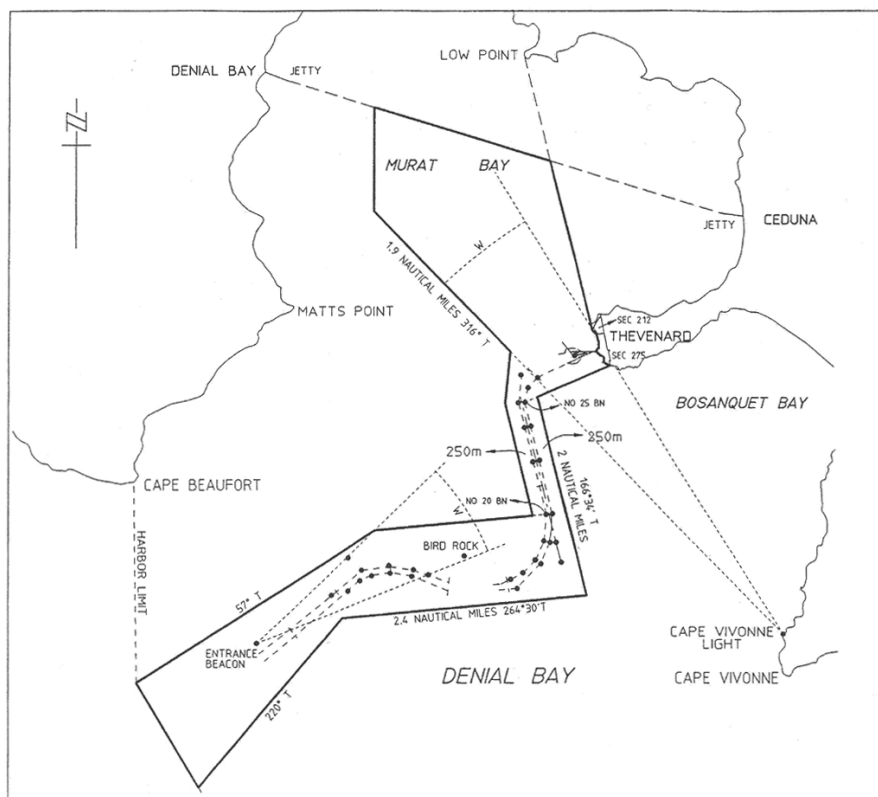 LOW POINT
DENIAL BAY
JETTY
N
MURAT BAY
JETTY
CEDUNA
W
1.9 NAUTICAL MILES 316° T
MATTS POINT
SEC 212
THEVENARD
SEC 275
BOSANQUET BAY
NO 25 BN
250m
250m
CAPE BEAUFORT
166°34' T
2 NAUTICAL MILES
NO 20 BN
W
HARBOR LIMIT
BIRD ROCK
57° T
2.4 NAUTICAL MILES 264°30'T
ENTRANCE
BEACON
CAPE VIVONNE
LIGHT
220° T
DENIAL BAY
CAPE VIVONNE